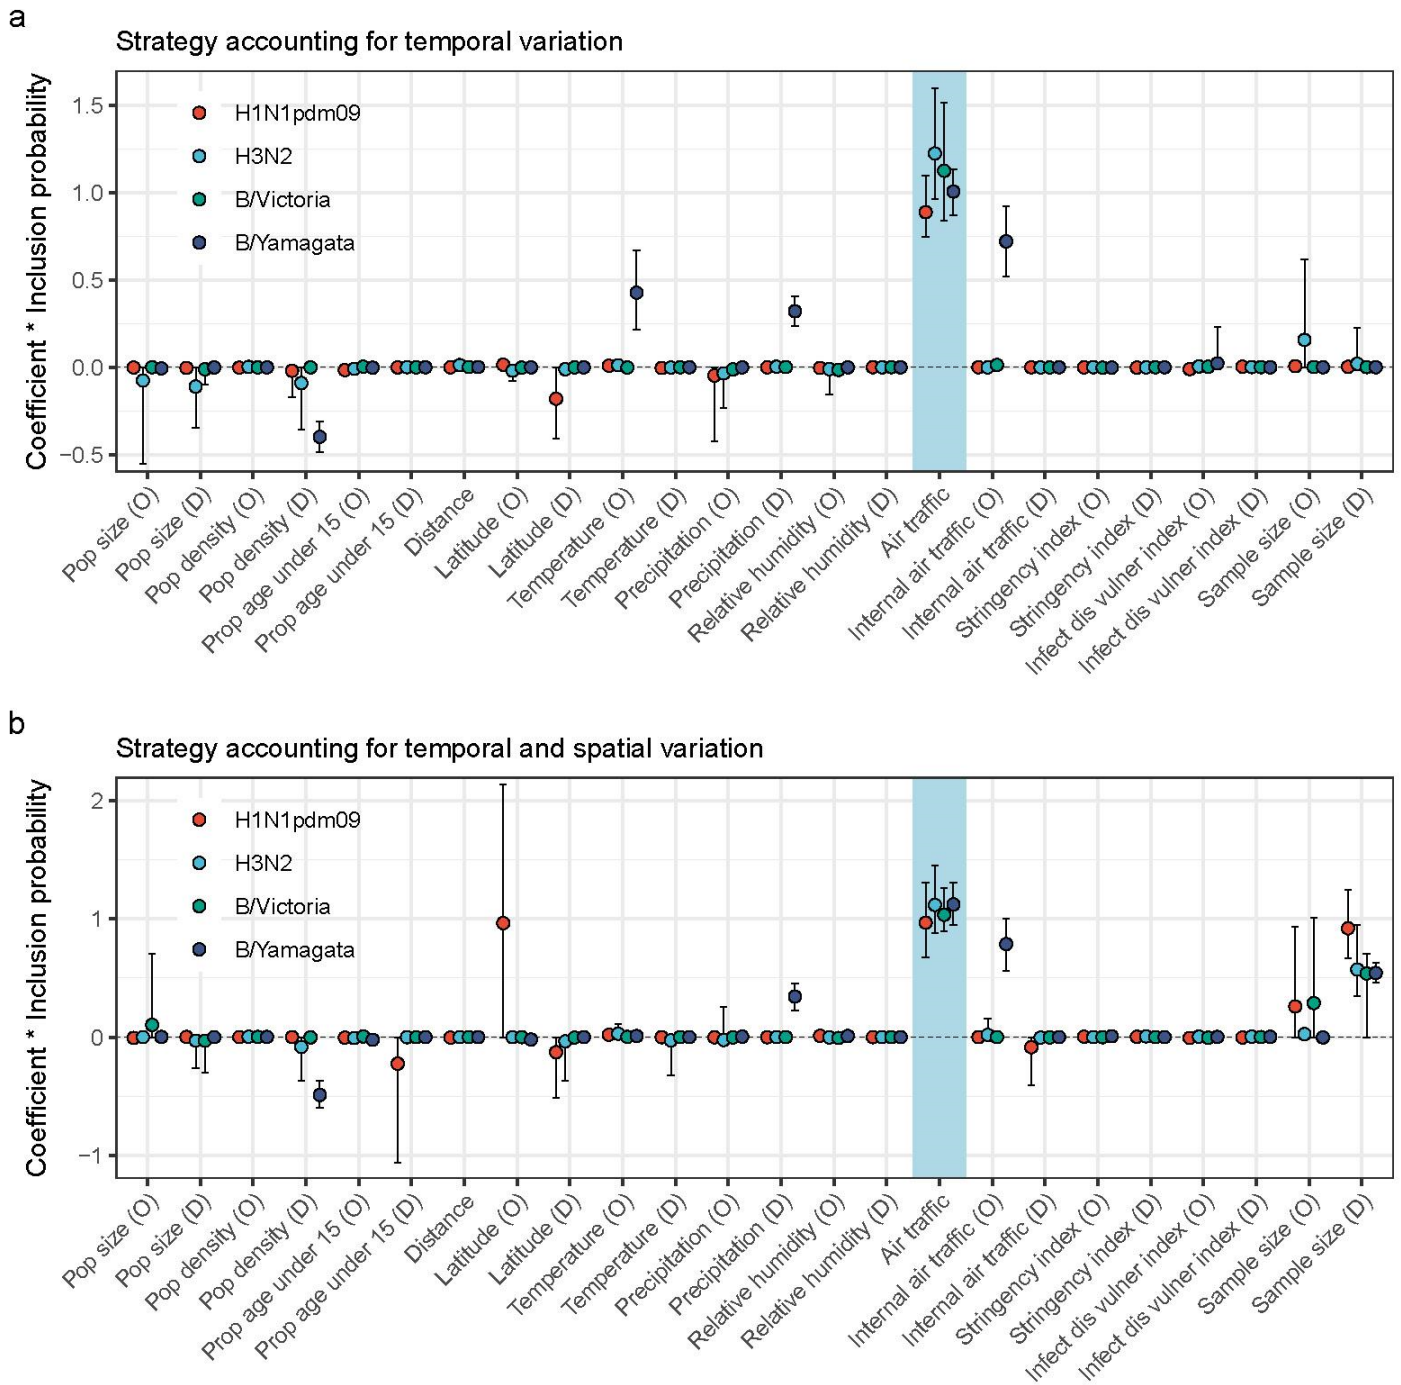 a
Strategy accounting for temporal variation
Coefficient * Inclusion probability
1.5
1.0
0.5
0.0
−0.5
H1N1pdm09
H3N2
B/Victoria
B/Yamagata
Pop size (O)
Pop size (D)
Pop density (O)
Pop density (D)
Prop age under 15 (O)
Prop age under 15 (D)
Distance
Latitude (O)
Latitude (D)
Temperature (O)
Temperature (D)
Precipitation (O)
Precipitation (D)
Relative humidity (O)
Relative humidity (D)
Air traffic
Internal air traffic (O)
Internal air traffic (D)
Stringency index (O)
Stringency index (D)
Infect dis vulner index (O)
Infect dis vulner index (D)
Sample size (O)
Sample size (D)
b
Strategy accounting for temporal and spatial variation
Coefficient * Inclusion probability
2
1
0
−1
H1N1pdm09
H3N2
B/Victoria
B/Yamagata
Pop size (O)
Pop size (D)
Pop density (O)
Pop density (D)
Prop age under 15 (O)
Prop age under 15 (D)
Distance
Latitude (O)
Latitude (D)
Temperature (O)
Temperature (D)
Precipitation (O)
Precipitation (D)
Relative humidity (O)
Relative humidity (D)
Air traffic
Internal air traffic (O)
Internal air traffic (D)
Stringency index (O)
Stringency index (D)
Infect dis vulner index (O)
Infect dis vulner index (D)
Sample size (O)
Sample size (D)